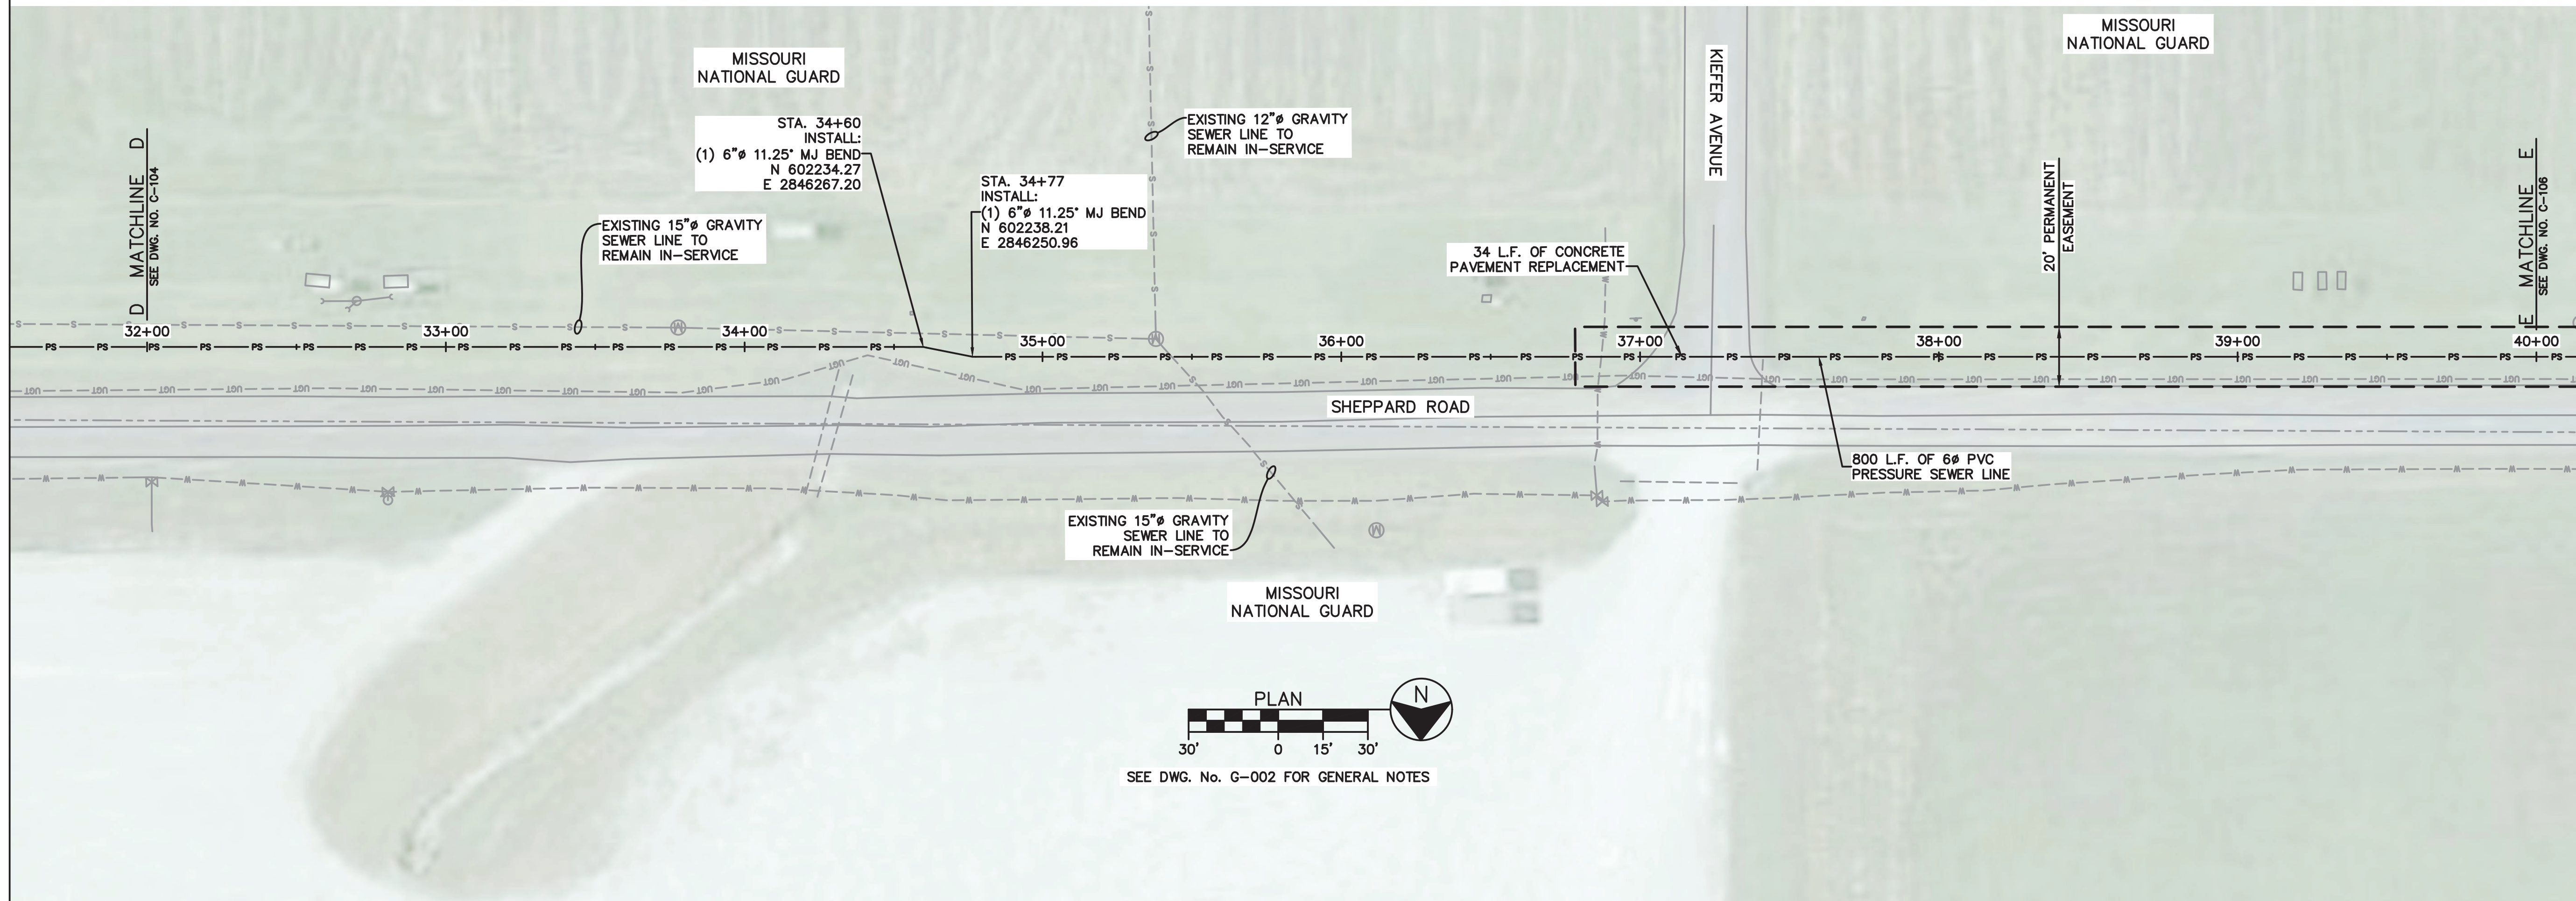 MISSOURI
NATIONAL GUARD
MISSOURI
NATIONAL GUARD
KIEFER AVENUE
STA. 34+60
INSTALL:
(1) 6"ø 11.25° MJ BEND
N 602234.27
E 2846267.20
EXISTING 12"ø GRAVITY
SEWER LINE TO
REMAIN IN-SERVICE
STA. 34+77
INSTALL:
(1) 6"ø 11.25° MJ BEND
N 602238.21
E 2846250.96
D MATCHLINE D
SEE DWG. NO. C-104
EXISTING 15"ø GRAVITY
SEWER LINE TO
REMAIN IN-SERVICE
34 L.F. OF CONCRETE
PAVEMENT REPLACEMENT
20' PERMANENT
EASEMENT
E MATCHLINE E
SEE DWG. NO. C-106
32+00 33+00 34+00 35+00 36+00 37+00 38+00 39+00 40+00
SHEPPARD ROAD
800 L.F. OF 6ø PVC
PRESSURE SEWER LINE
EXISTING 15"ø GRAVITY
SEWER LINE TO
REMAIN IN-SERVICE
MISSOURI
NATIONAL GUARD
PLAN
N
30' 0 15' 30'
SEE DWG. No. G-002 FOR GENERAL NOTES